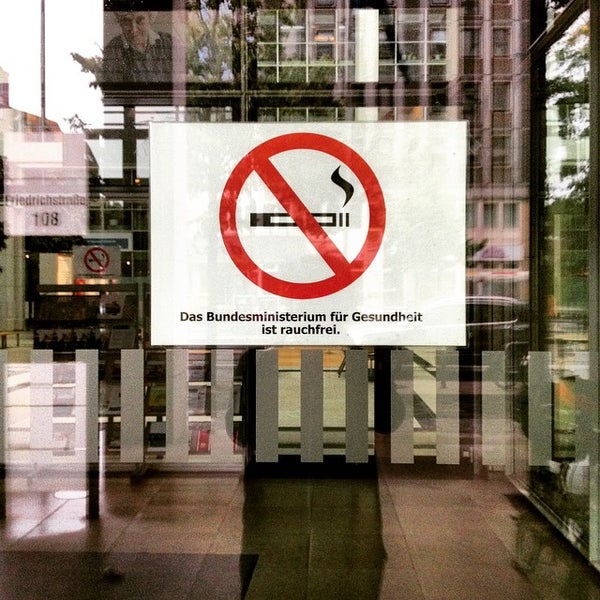 Friedrichstraße
108
Das Bundesministerium für Gesundheit
ist rauchfrei.